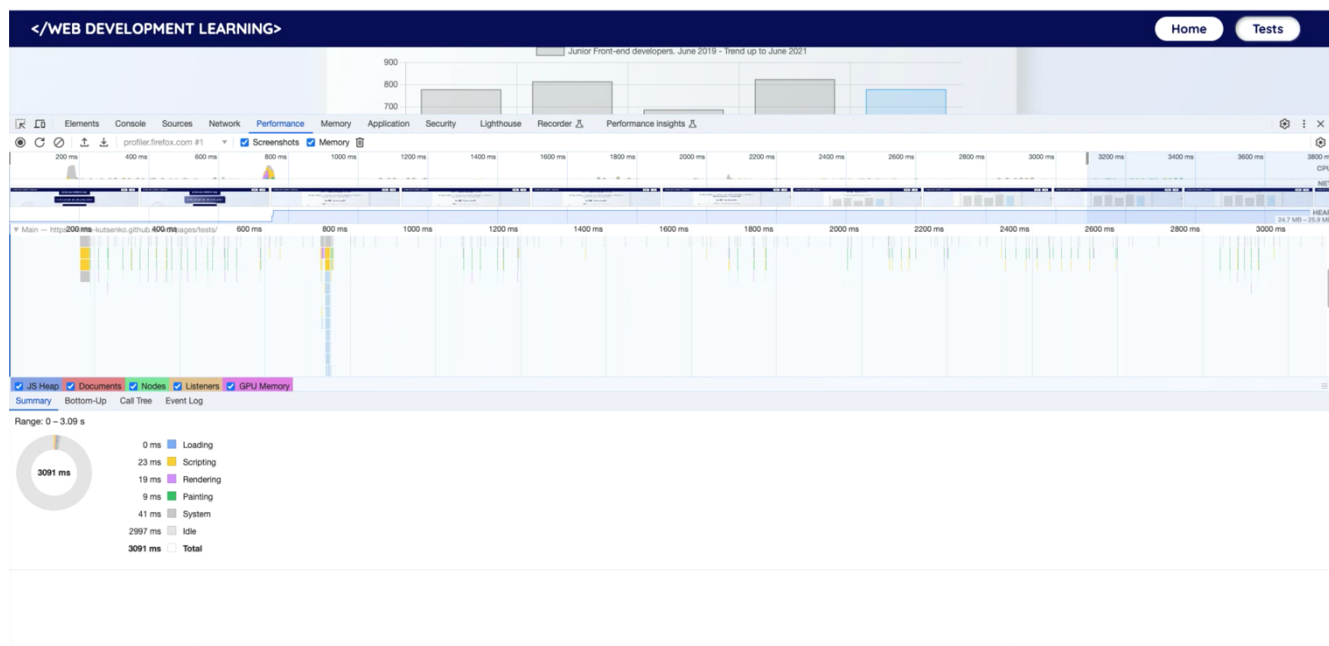 </WEB DEVELOPMENT LEARNING> Home Tests
Junior Front-end developers. June 2019 - Trend up to June 2021
900
800
700
Elements Console Sources Network Performance Memory Application Security Lighthouse Recorder Performance insights
profiler.firefox.com #1 Screenshots Memory
200 ms 400 ms 600 ms 800 ms 1000 ms 1200 ms 1400 ms 1600 ms 1800 ms 2000 ms 2200 ms 2400 ms 2600 ms 2800 ms 3000 ms 3200 ms 3400 ms 3600 ms 3800 m
CPU
NET
HEAP
24.7 MB – 25.9 MB
Main — http 200 ms -kutsenko.github. 400 ms pages/tests/ 600 ms 800 ms 1000 ms 1200 ms 1400 ms 1600 ms 1800 ms 2000 ms 2200 ms 2400 ms 2600 ms 2800 ms 3000 ms
JS Heap Documents Nodes Listeners GPU Memory
Summary Bottom-Up Call Tree Event Log
Range: 0 – 3.09 s
3091 ms
0 ms Loading
23 ms Scripting
19 ms Rendering
9 ms Painting
41 ms System
2997 ms Idle
3091 ms Total